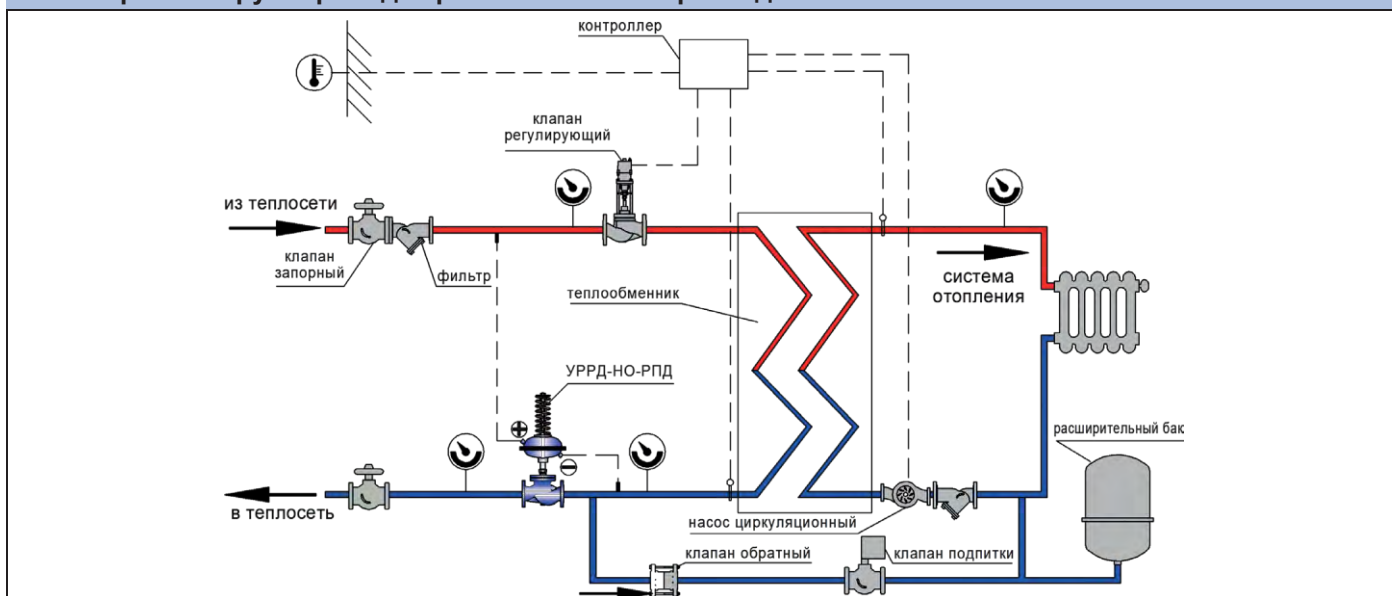 контроллер
клапан
регулирующий
из теплосети
клапан
запорный
фильтр
теплообменник
система
отопления
УРРД-НО-РПД
расширительный бак
в теплосеть
насос циркуляционный
клапан обратный
клапан подпитки